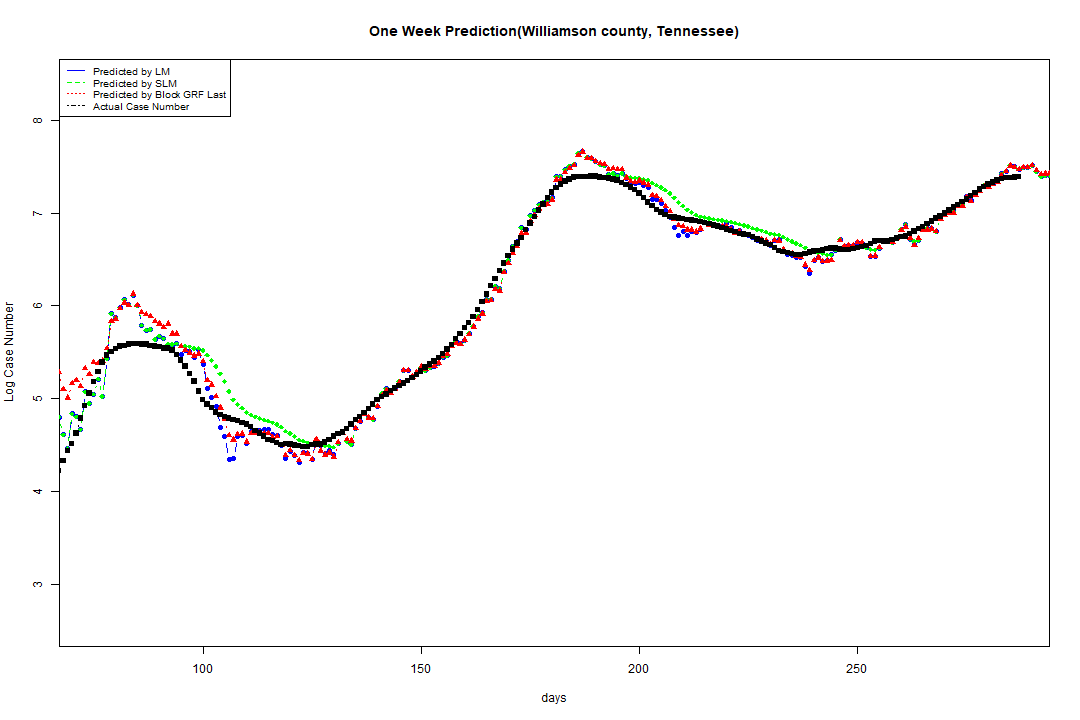 One Week Prediction(Williamson county, Tennessee)
Predicted by LM
Predicted by SLM
Predicted by Block GRF Last
Actual Case Number
Log Case Number
8
7
6
5
4
3
100 150 200 250
days